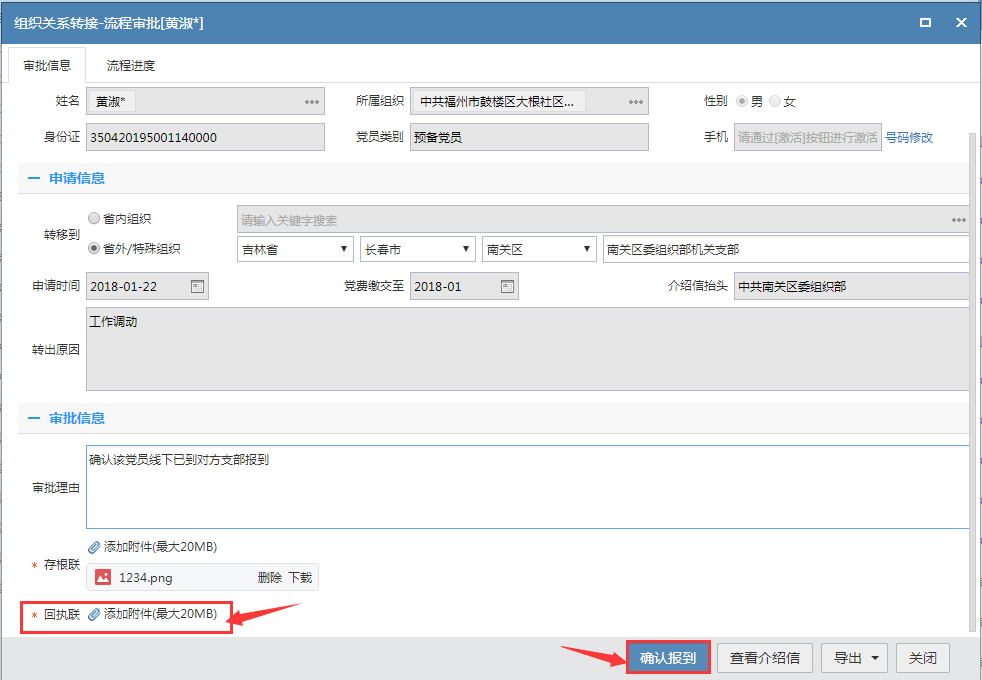 组织关系转接-流程审批[黄淑*]
审批信息 流程进度
姓名 黄淑* 所属组织 中共福州市鼓楼区大根社区... 性别 男 女
身份证 350420195001140000 党员类别 预备党员 手机 请通过[激活]按钮进行激活 号码修改
申请信息
转移到 省内组织 请输入关键字搜索
省外/特殊组织 吉林省 长春市 南关区 南关区委组织部机关支部
申请时间 2018-01-22 党费缴交至 2018-01 介绍信抬头 中共南关区委组织部
转出原因 工作调动
审批信息
审批理由 确认该党员线下已到对方支部报到
* 存根联 添加附件(最大20MB)
1234.png 删除 下载
* 回执联 添加附件(最大20MB)
确认报到 查看介绍信 导出 关闭